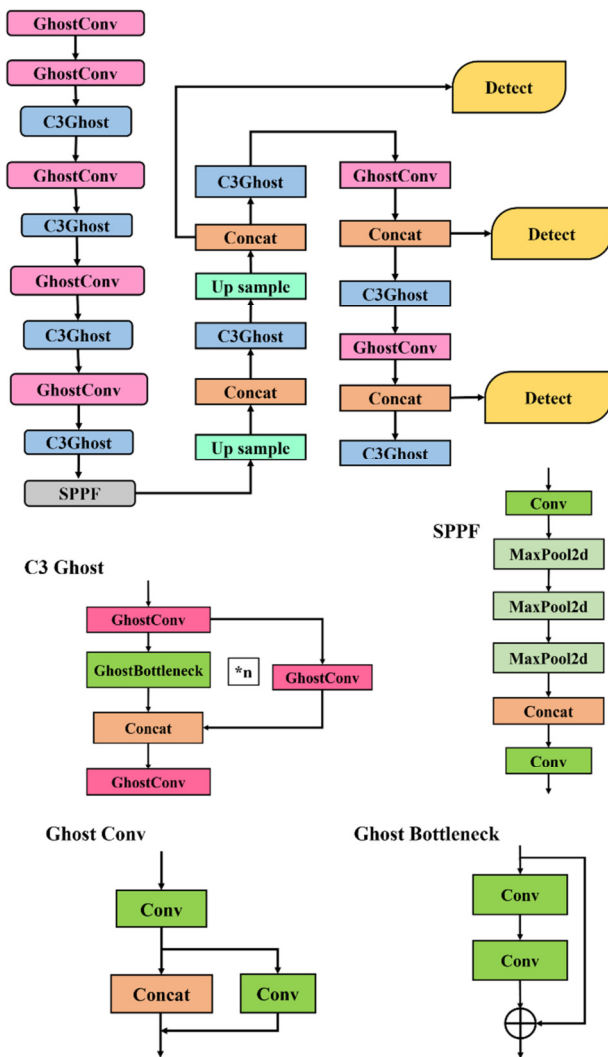 GhostConv
GhostConv
C3Ghost
GhostConv
C3Ghost
GhostConv
C3Ghost
GhostConv
C3Ghost
SPPF
C3Ghost
Concat
Up sample
C3Ghost
Concat
Up sample
Detect
GhostConv
Concat
Detect
C3Ghost
GhostConv
Concat
Detect
C3Ghost
SPPF
Conv
MaxPool2d
MaxPool2d
MaxPool2d
Concat
Conv
C3 Ghost
GhostConv
GhostBottleneck
*n
GhostConv
Concat
GhostConv
Ghost Conv
Conv
Concat
Conv
Ghost Bottleneck
Conv
Conv